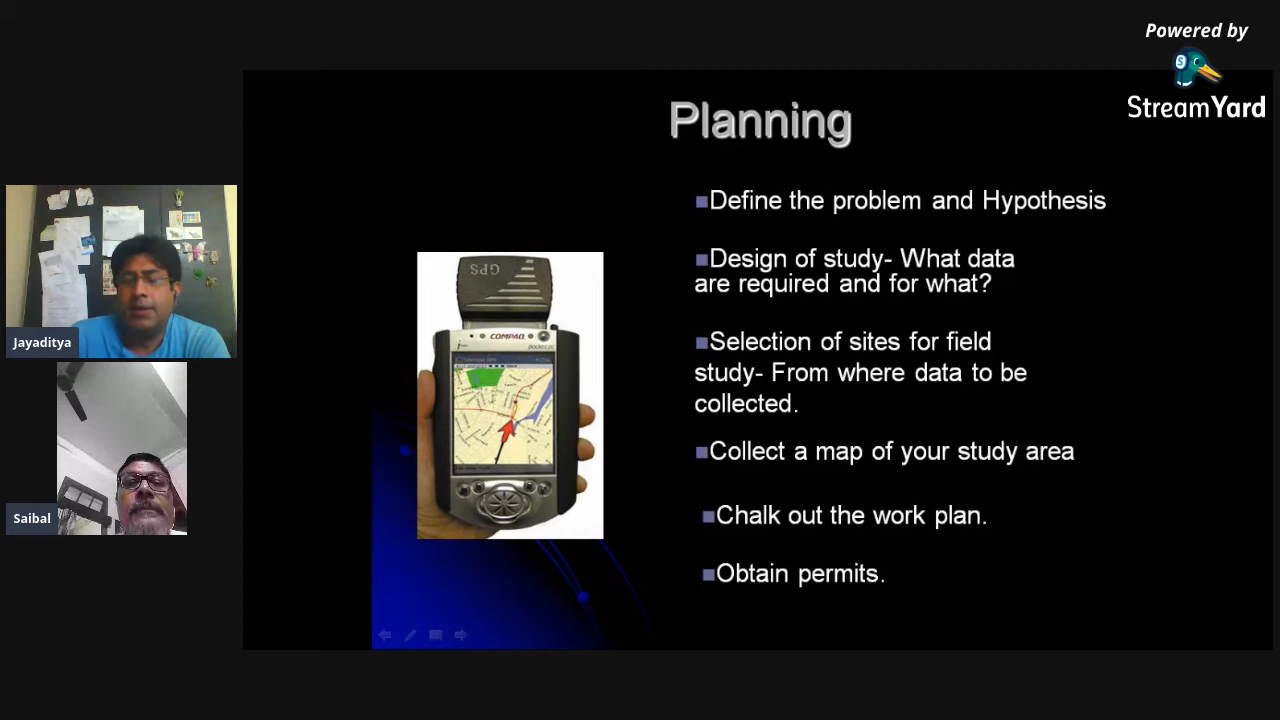 Powered by
StreamYard
Planning
Define the problem and Hypothesis
Design of study- What data
are required and for what?
Selection of sites for field
study- From where data to be
collected.
Collect a map of your study area
Chalk out the work plan.
Obtain permits.
GPS
COMPAQ
Jayaditya
Saibal